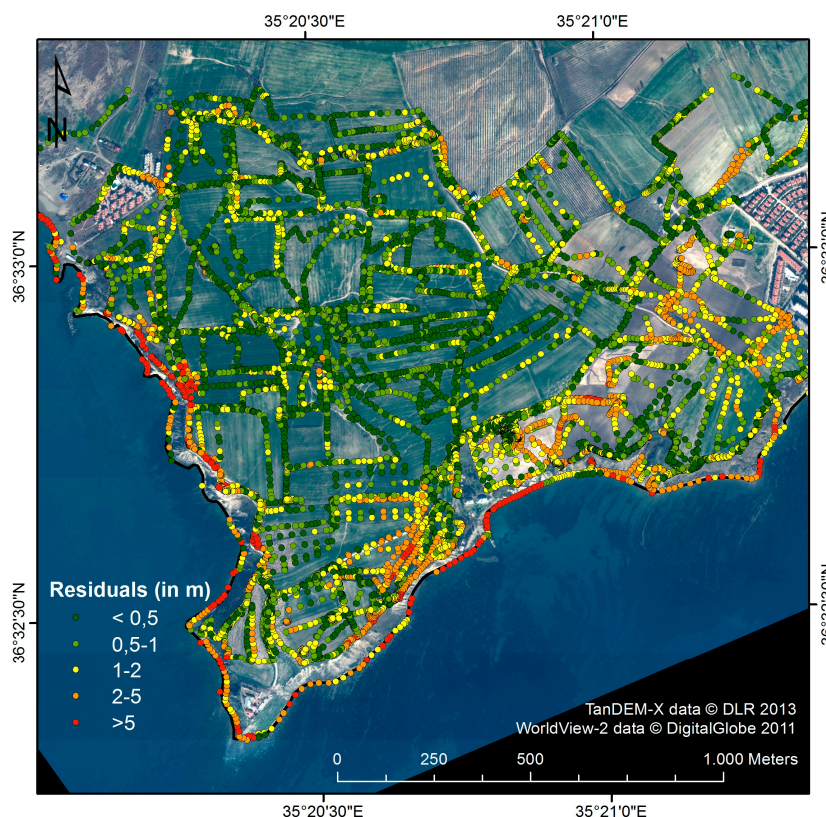 35°20'30"E 35°21'0"E
N
36°33'0"N
36°32'30"N
Residuals (in m)
< 0,5
0,5-1
1-2
2-5
>5
TanDEM-X data © DLR 2013
WorldView-2 data © DigitalGlobe 2011
0 250 500 1.000 Meters
35°20'30"E 35°21'0"E